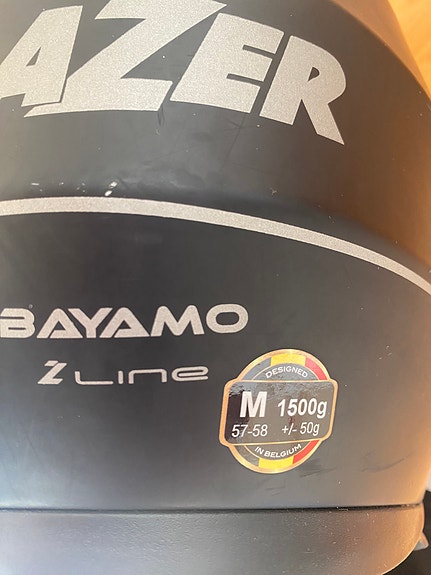 AZER
BAYAMO
Z LINE
DESIGNED
M 1500g
57-58 +/- 50g
IN BELGIUM